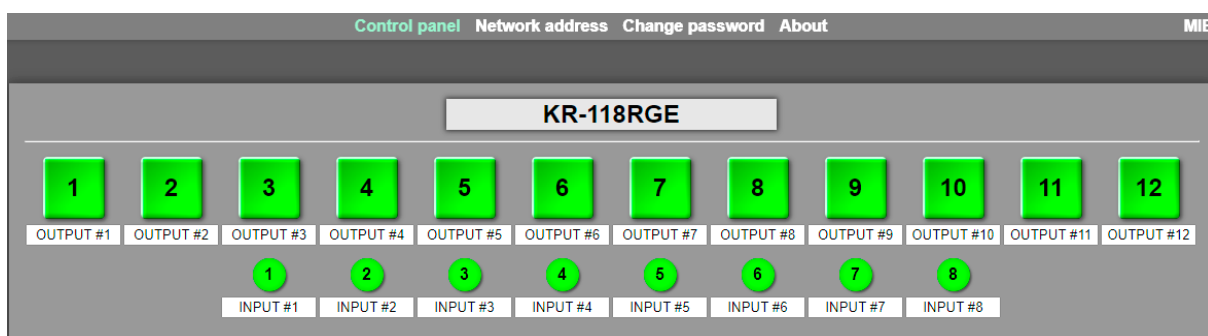 Control panel Network address Change password About MIB
KR-118RGE
1 2 3 4 5 6 7 8 9 10 11 12
OUTPUT #1 OUTPUT #2 OUTPUT #3 OUTPUT #4 OUTPUT #5 OUTPUT #6 OUTPUT #7 OUTPUT #8 OUTPUT #9 OUTPUT #10 OUTPUT #11 OUTPUT #12
1 2 3 4 5 6 7 8
INPUT #1 INPUT #2 INPUT #3 INPUT #4 INPUT #5 INPUT #6 INPUT #7 INPUT #8